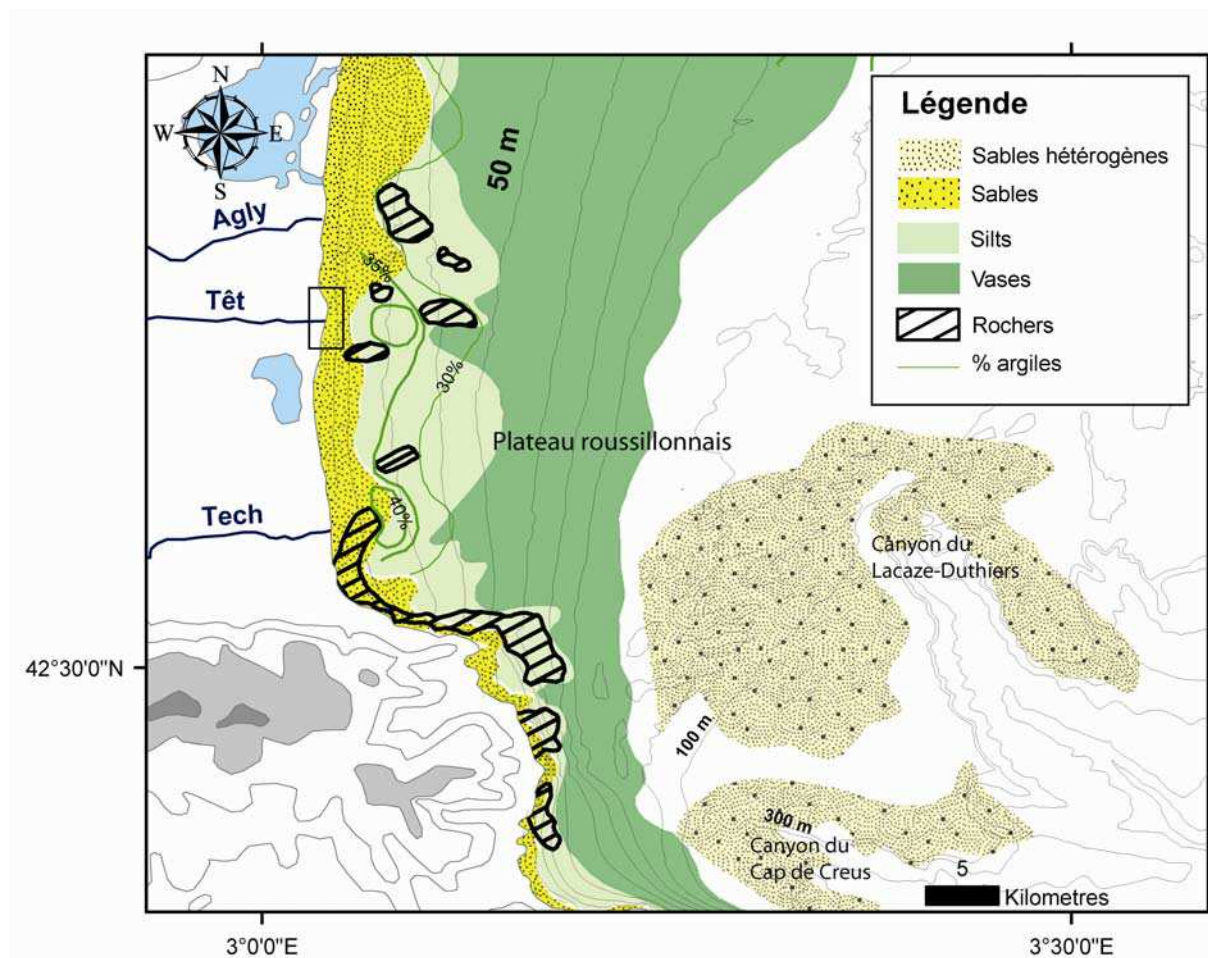 N
W E
S
Agly
Têt
Tech
50 m
35%
30%
40%
Plateau roussillonnais
Légende
Sables hétérogènes
Sables
Silts
Vases
Rochers
% argiles
Canyon du
Lacaze-Duthiers
100 m
300 m
Canyon du
Cap de Creus
5
Kilometres
42°30'0"N
3°0'0"E
3°30'0"E